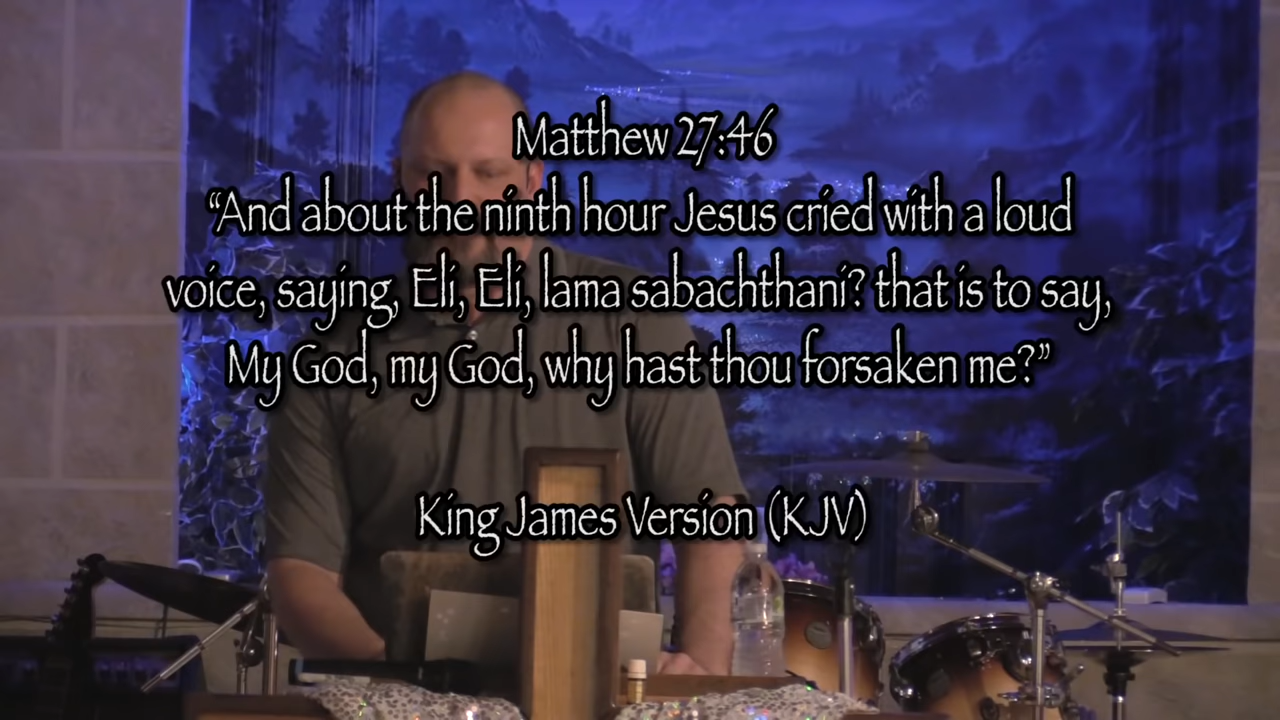 Matthew 27:46
“And about the ninth hour Jesus cried with a loud
voice, saying, Eli, Eli, lama sabachthani? that is to say,
My God, my God, why hast thou forsaken me?”
King James Version (KJV)